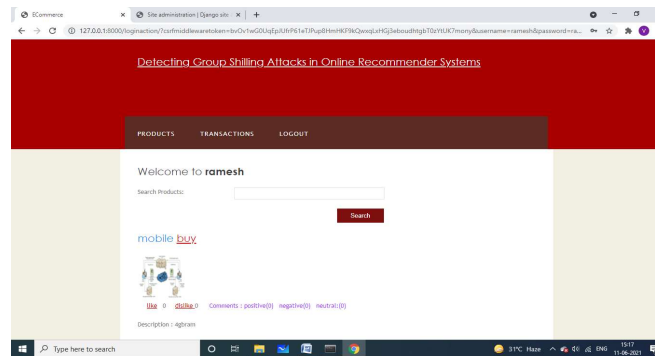 ECommerce
Site administration | Django site
127.0.0.1:8000/loginaction/?csrfmiddlewaretoken=bvOv1wG0UqEpJUfrP61eTJPup8HmHKF9kQwxqLxHGj3eboudhtgbT0zYtUK7mony&username=ramesh&password=ra...
Detecting Group Shilling Attacks in Online Recommender Systems
PRODUCTS TRANSACTIONS LOGOUT
Welcome to ramesh
Search Products:
Search
mobile buy
like 0 dislike 0 Comments : positive(0) negative(0) neutral:(0)
Description : 4gbram
Type here to search
31°C Haze ENG 15:17
11-06-2021